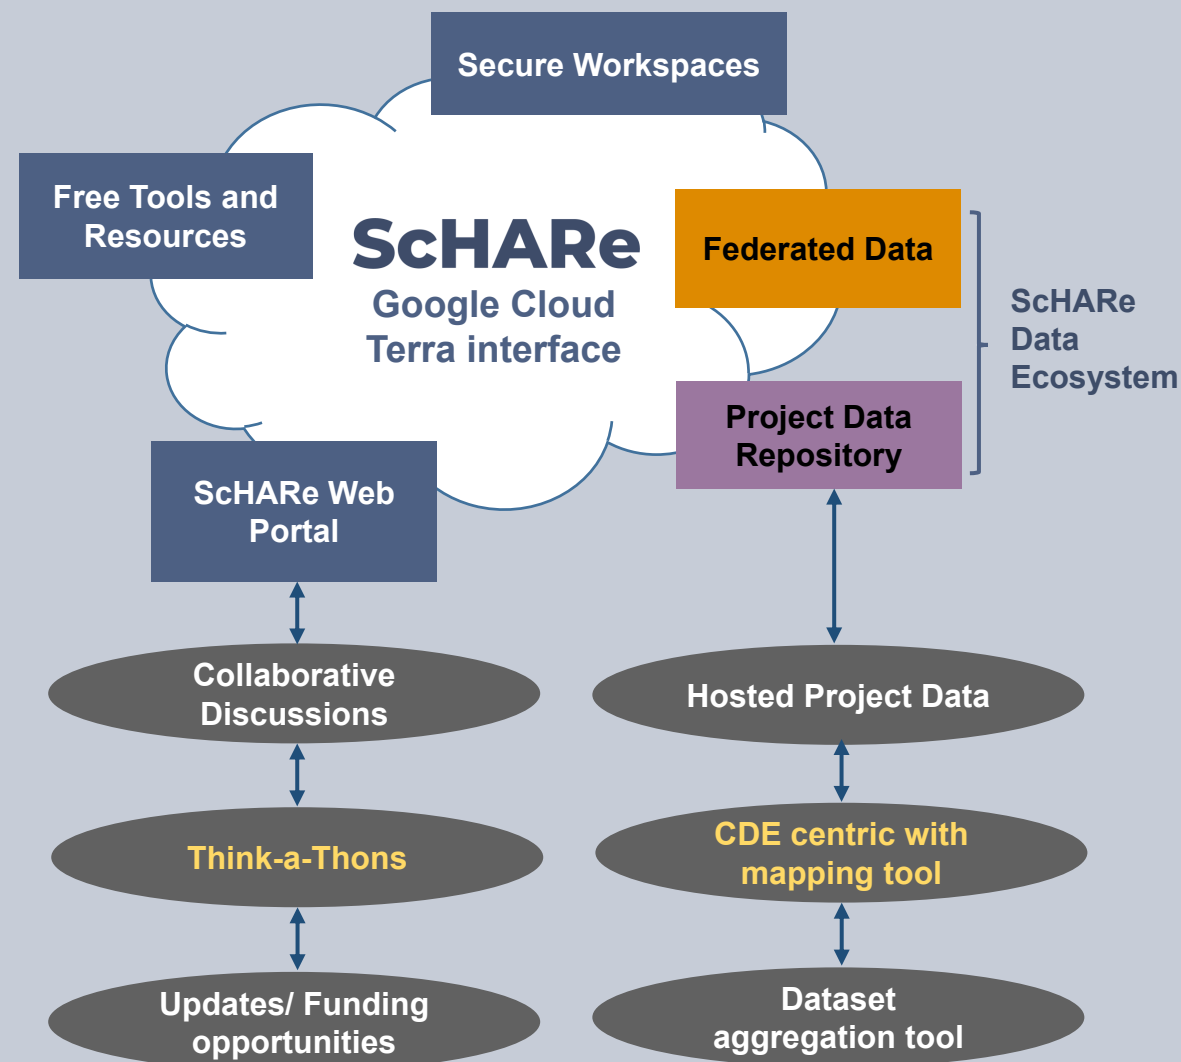 Secure Workspaces
Free Tools and
Resources
ScHARe
Google Cloud
Terra interface
Federated Data
ScHARe
Data
Ecosystem
Project Data
Repository
ScHARe Web
Portal
Collaborative
Discussions
Hosted Project Data
Think-a-Thons
CDE centric with
mapping tool
Updates/ Funding
opportunities
Dataset
aggregation tool